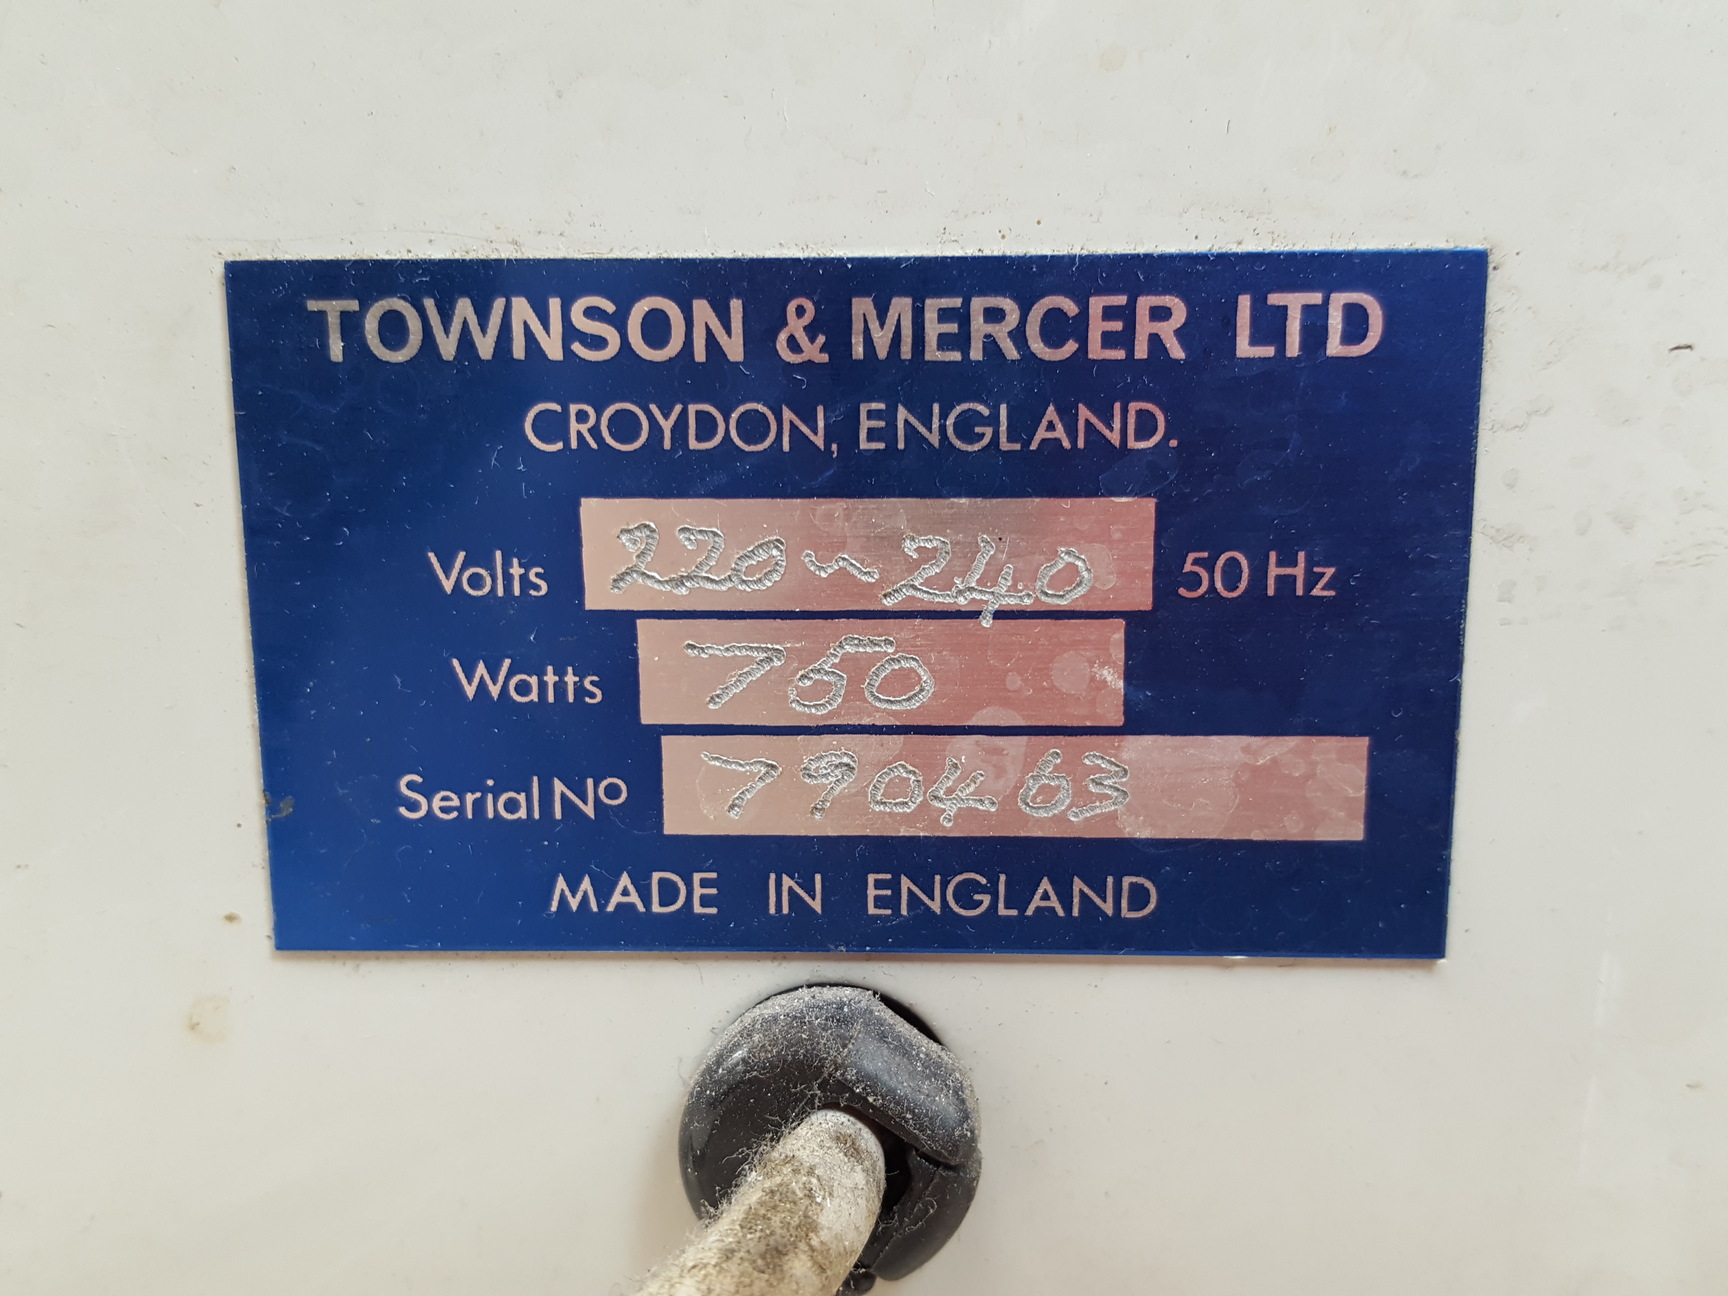 TOWNSON & MERCER LTD
CROYDON, ENGLAND.
Volts 220~240 50 Hz
Watts 750
Serial Nº 790463
MADE IN ENGLAND